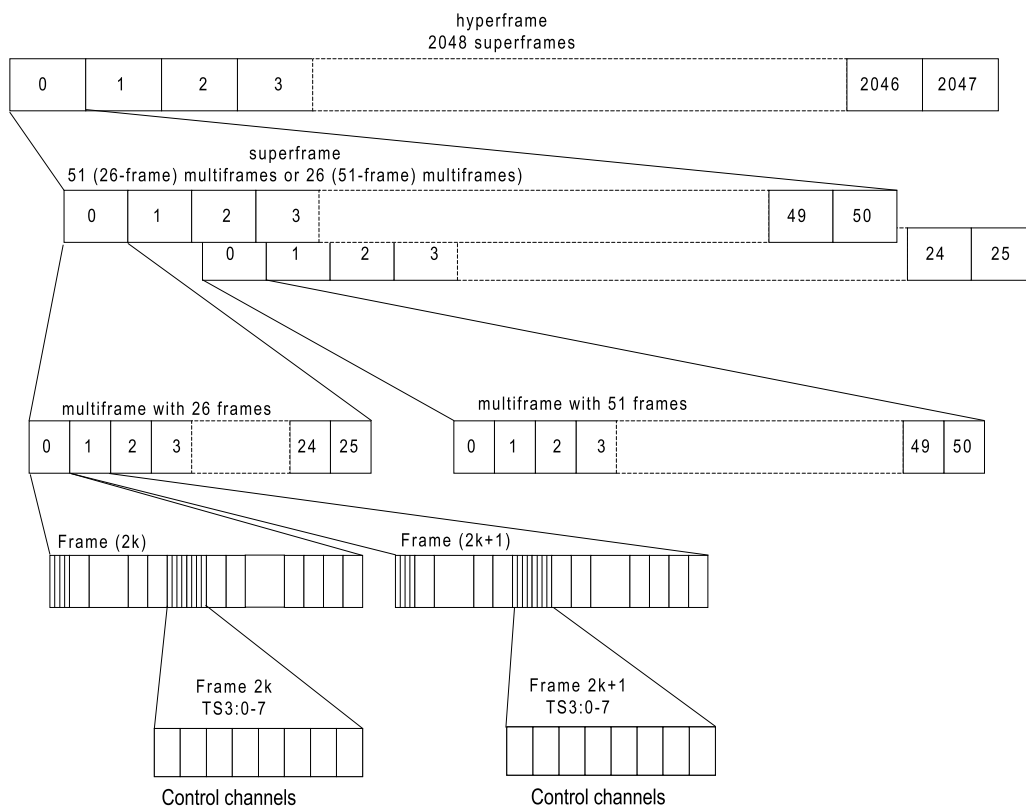 hyperframe
2048 superframes
0 1 2 3 2046 2047
superframe
51 (26-frame) multiframes or 26 (51-frame) multiframes)
0 1 2 3 49 50
0 1 2 3 24 25
multiframe with 26 frames
0 1 2 3 24 25
multiframe with 51 frames
0 1 2 3 49 50
Frame (2k)
Frame (2k+1)
Frame 2k
TS3:0-7
Control channels
Frame 2k+1
TS3:0-7
Control channels